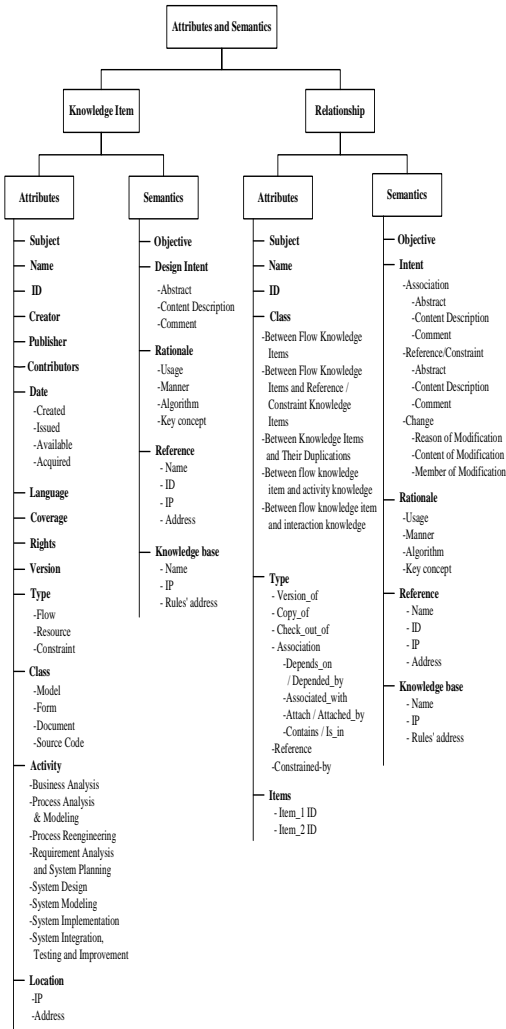 Attributes and Semantics
Knowledge Item
Relationship
Attributes
Subject
Name
ID
Creator
Publisher
Contributors
Date
-Created
-Issued
-Available
-Acquired
Language
Coverage
Rights
Version
Type
-Flow
-Resource
-Constraint
Class
-Model
-Form
-Document
-Source Code
Activity
-Business Analysis
-Process Analysis
& Modeling
-Process Reengineering
-Requirement Analysis
and System Planning
-System Design
-System Modeling
-System Implementation
-System Integration,
Testing and Improvement
Location
-IP
-Address
Semantics
Objective
Design Intent
-Abstract
-Content Description
-Comment
Rationale
-Usage
-Manner
-Algorithm
-Key concept
Reference
- Name
- ID
- IP
- Address
Knowledge base
- Name
- IP
- Rules' address
Attributes
Subject
Name
ID
Class
-Between Flow Knowledge
Items
-Between Flow Knowledge
Items and Reference /
Constraint Knowledge
Items
-Between Knowledge Items
and Their Duplications
-Between flow knowledge
item and activity knowledge
-Between flow knowledge item
and interaction knowledge
Type
- Version_of
- Copy_of
- Check_out_of
- Association
-Depends_on
/ Depended_by
-Associated_with
-Attach / Attached_by
-Contains / Is_in
-Reference
-Constrained-by
Items
- Item_1 ID
- Item_2 ID
Semantics
Objective
Intent
-Association
-Abstract
-Content Description
-Comment
-Reference/Constraint
-Abstract
-Content Description
-Comment
-Change
-Reason of Modification
-Content of Modification
-Member of Modification
Rationale
-Usage
-Manner
-Algorithm
-Key concept
Reference
- Name
- ID
- IP
- Address
Knowledge base
- Name
- IP
- Rules' address